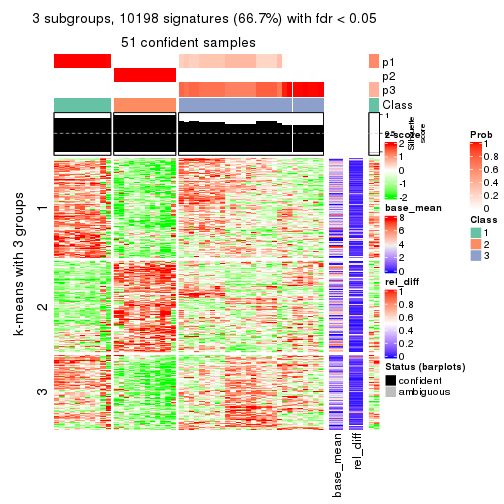 3 subgroups, 10198 signatures (66.7%) with fdr < 0.05
51 confident samples
p1
p2
p3
Class
1
0
Silhouette
score
k-means with 3 groups
1
2
3
base_mean
rel_diff
z-score
2
1
0
-1
-2
base_mean
8
6
4
2
0
rel_diff
1
0.8
0.6
0.4
0.2
0
Status (barplots)
confident
ambiguous
Prob
1
0.8
0.6
0.4
0.2
0
Class
1
2
3